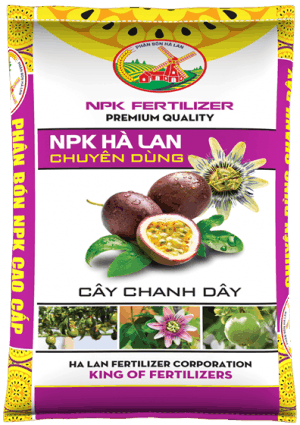 PHÂN BÓN HÀ LAN
NPK FERTILIZER
PREMIUM QUALITY
NPK HÀ LAN
CHUYÊN DÙNG
CÂY CHANH DÂY
HA LAN FERTILIZER CORPORATION
KING OF FERTILIZERS
PHÂN BÓN NPK CAO CẤP